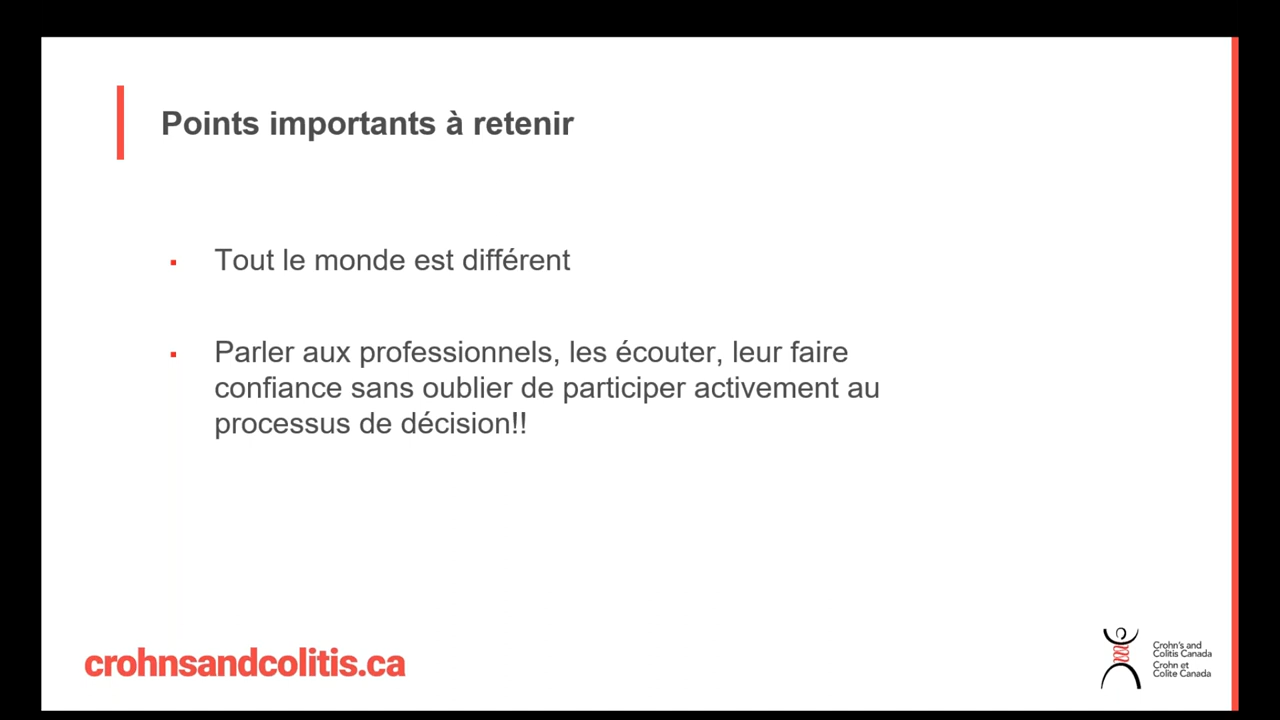 Points importants à retenir
Tout le monde est différent
Parler aux professionnels, les écouter, leur faire
confiance sans oublier de participer activement au
processus de décision!!
crohnsandcolitis.ca
Crohn's and
Colitis Canada
Crohn et
Colite Canada